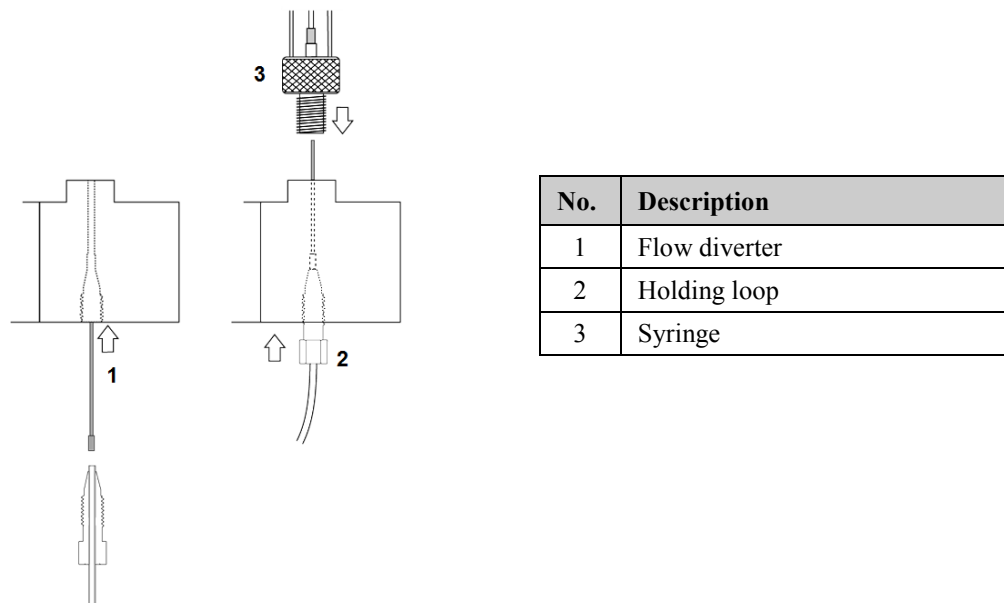 3
1
2
No. Description
1 Flow diverter
2 Holding loop
3 Syringe